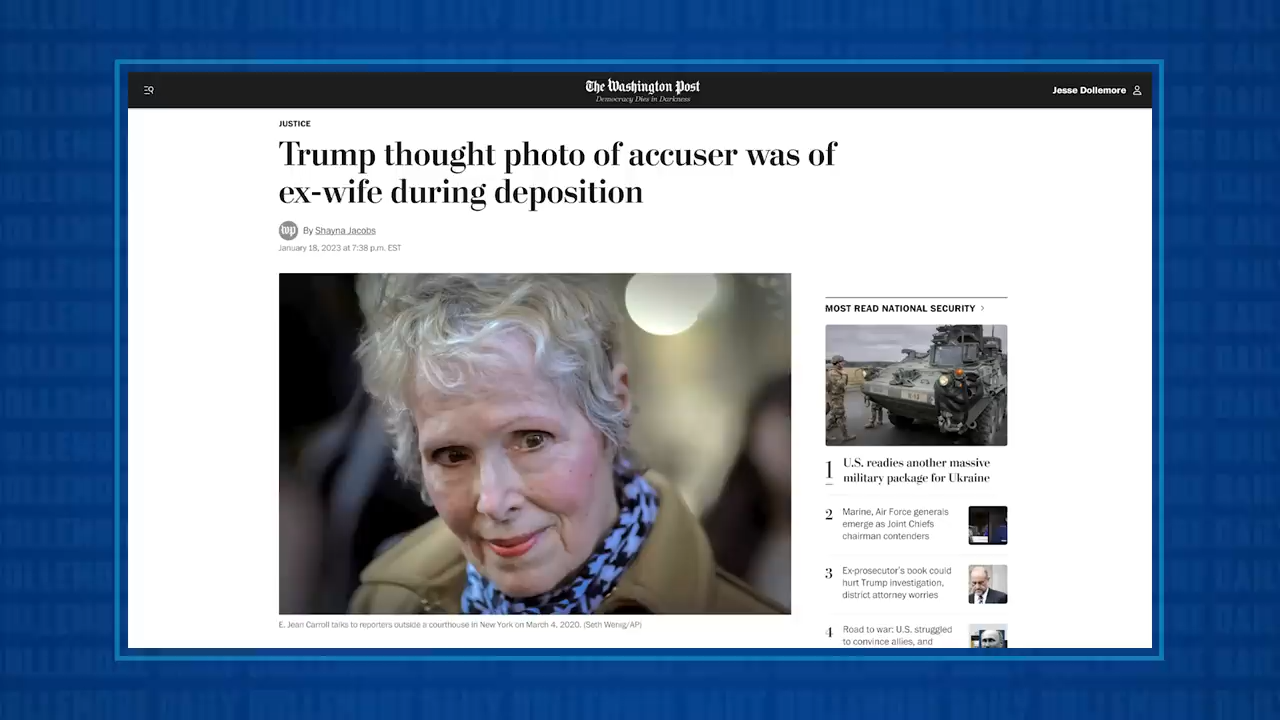 The Washington Post
Democracy Dies in Darkness
Jesse Dollemore
JUSTICE
Trump thought photo of accuser was of
ex-wife during deposition
wp
By Shayna Jacobs
January 18, 2023 at 7:38 p.m. EST
E. Jean Carroll talks to reporters outside a courthouse in New York on March 4, 2020. (Seth Wenig/AP)
MOST READ NATIONAL SECURITY >
1
U.S. readies another massive
military package for Ukraine
2
Marine, Air Force generals
emerge as Joint Chiefs
chairman contenders
3
Ex-prosecutor's book could
hurt Trump investigation,
district attorney worries
4
Road to war: U.S. struggled
to convince allies, and